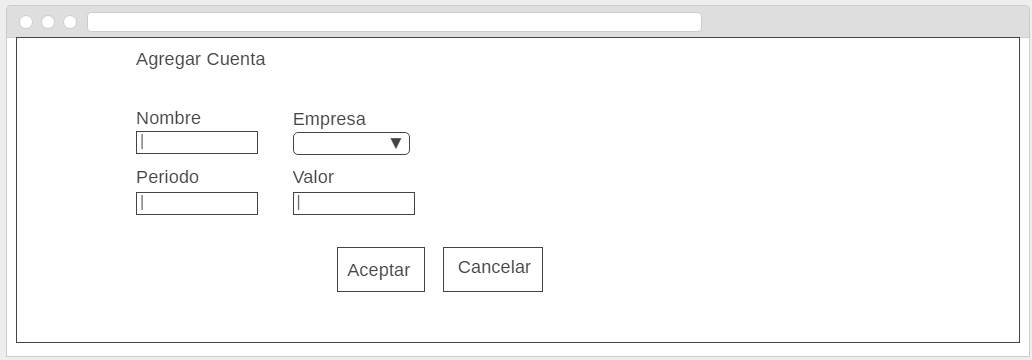 Agregar Cuenta
Nombre
Empresa
Periodo
Valor
Aceptar
Cancelar